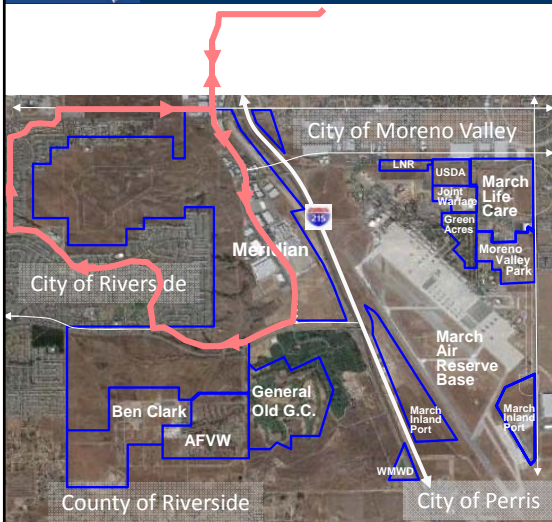 City of Moreno Valley
LNR
USDA
Joint
Warfare
Green
Acres
March
Life
Care
215
Meridian
Moreno
Valley
Park
City of Riverside
March
Air
Reserve
Base
General
Old G.C.
Ben Clark
AFVW
March
Inland
Port
March
Inland
Port
WMWD
County of Riverside
City of Perris